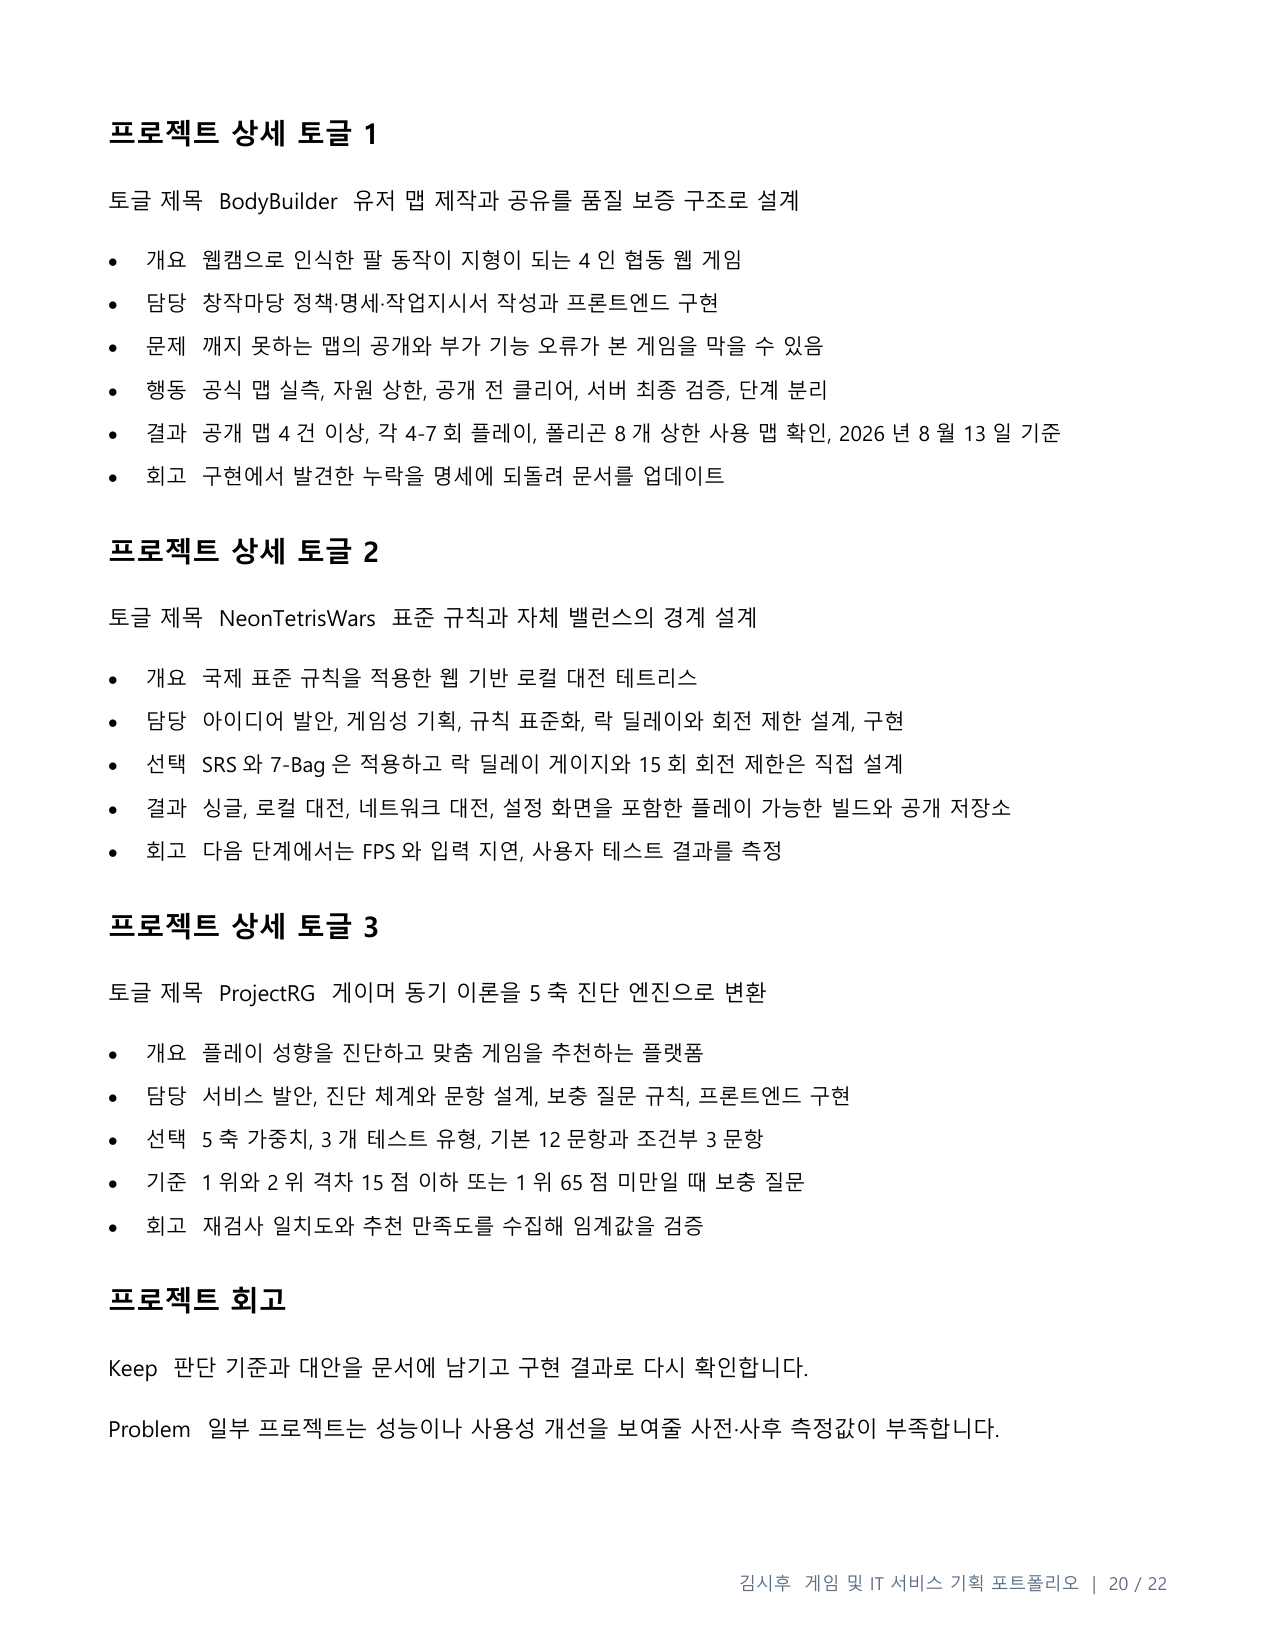 프로젝트 상세 토글 1
토글 제목 BodyBuilder 유저 맵 제작과 공유를 품질 보증 구조로 설계
• 개요 웹캠으로 인식한 팔 동작이 지형이 되는 4 인 협동 웹 게임
• 담당 창작마당 정책·명세·작업지시서 작성과 프론트엔드 구현
• 문제 깨지 못하는 맵의 공개와 부가 기능 오류가 본 게임을 막을 수 있음
• 행동 공식 맵 실측, 자원 상한, 공개 전 클리어, 서버 최종 검증, 단계 분리
• 결과 공개 맵 4 건 이상, 각 4-7 회 플레이, 폴리곤 8 개 상한 사용 맵 확인, 2026 년 8 월 13 일 기준
• 회고 구현에서 발견한 누락을 명세에 되돌려 문서를 업데이트
프로젝트 상세 토글 2
토글 제목 NeonTetrisWars 표준 규칙과 자체 밸런스의 경계 설계
• 개요 국제 표준 규칙을 적용한 웹 기반 로컬 대전 테트리스
• 담당 아이디어 발안, 게임성 기획, 규칙 표준화, 락 딜레이와 회전 제한 설계, 구현
• 선택 SRS 와 7-Bag 은 적용하고 락 딜레이 게이지와 15 회 회전 제한은 직접 설계
• 결과 싱글, 로컬 대전, 네트워크 대전, 설정 화면을 포함한 플레이 가능한 빌드와 공개 저장소
• 회고 다음 단계에서는 FPS 와 입력 지연, 사용자 테스트 결과를 측정
프로젝트 상세 토글 3
토글 제목 ProjectRG 게이머 동기 이론을 5 축 진단 엔진으로 변환
• 개요 플레이 성향을 진단하고 맞춤 게임을 추천하는 플랫폼
• 담당 서비스 발안, 진단 체계와 문항 설계, 보충 질문 규칙, 프론트엔드 구현
• 선택 5 축 가중치, 3 개 테스트 유형, 기본 12 문항과 조건부 3 문항
• 기준 1 위와 2 위 격차 15 점 이하 또는 1 위 65 점 미만일 때 보충 질문
• 회고 재검사 일치도와 추천 만족도를 수집해 임계값을 검증
프로젝트 회고
Keep 판단 기준과 대안을 문서에 남기고 구현 결과로 다시 확인합니다.
Problem 일부 프로젝트는 성능이나 사용성 개선을 보여줄 사전·사후 측정값이 부족합니다.
김시후 게임 및 IT 서비스 기획 포트폴리오 | 20 / 22